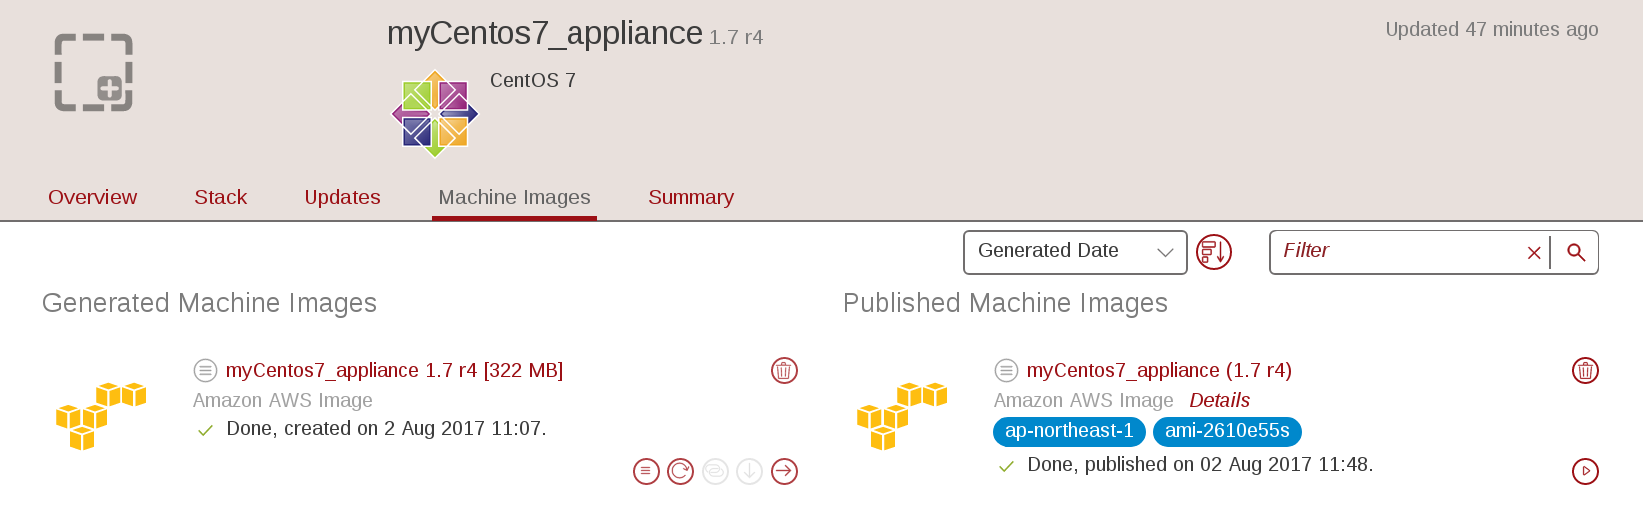 myCentos7_appliance 1.7 r4
Updated 47 minutes ago
CentOS 7
Overview Stack Updates Machine Images Summary
Generated Date
Filter
Generated Machine Images
Published Machine Images
myCentos7_appliance 1.7 r4 [322 MB]
Amazon AWS Image
Done, created on 2 Aug 2017 11:07.
myCentos7_appliance (1.7 r4)
Amazon AWS Image Details
ap-northeast-1 ami-2610e55s
Done, published on 02 Aug 2017 11:48.